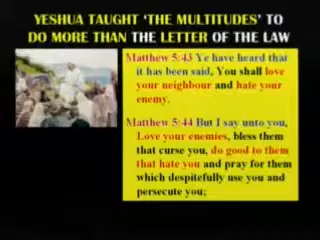 YESHUA TAUGHT ‘THE MULTITUDES’ TO
DO MORE THAN THE LETTER OF THE LAW
Matthew 5:43 Ye have heard that
it has been said, You shall love
your neighbour and hate your
enemy.
Matthew 5:44 But I say unto you,
Love your enemies, bless them
that curse you, do good to them
that hate you and pray for them
which despitefully use you and
persecute you;